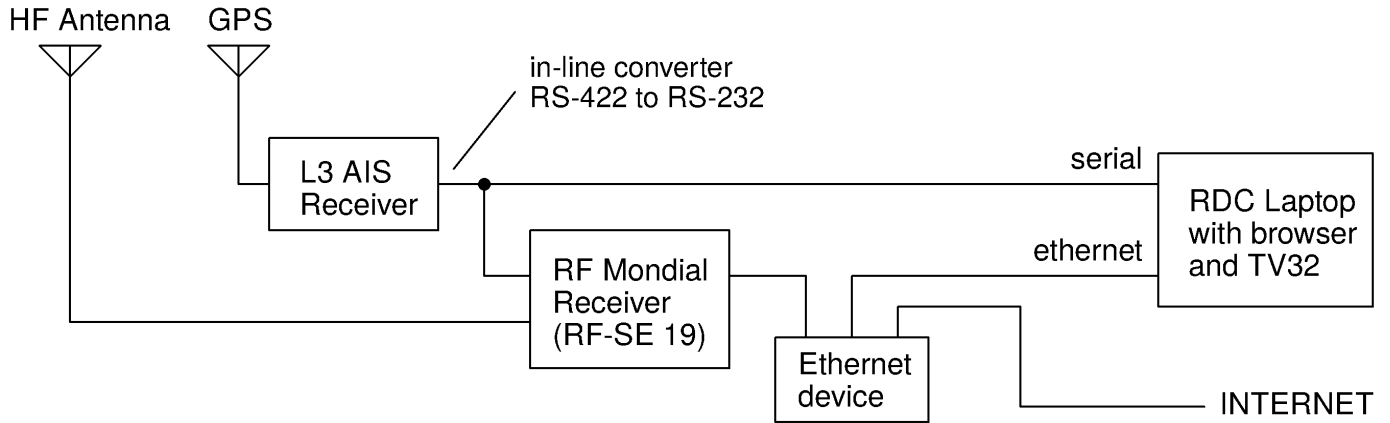 HF Antenna
GPS
in-line converter
RS-422 to RS-232
L3 AIS
Receiver
serial
RDC Laptop
with browser
and TV32
ethernet
RF Mondial
Receiver
(RF-SE 19)
Ethernet
device
INTERNET